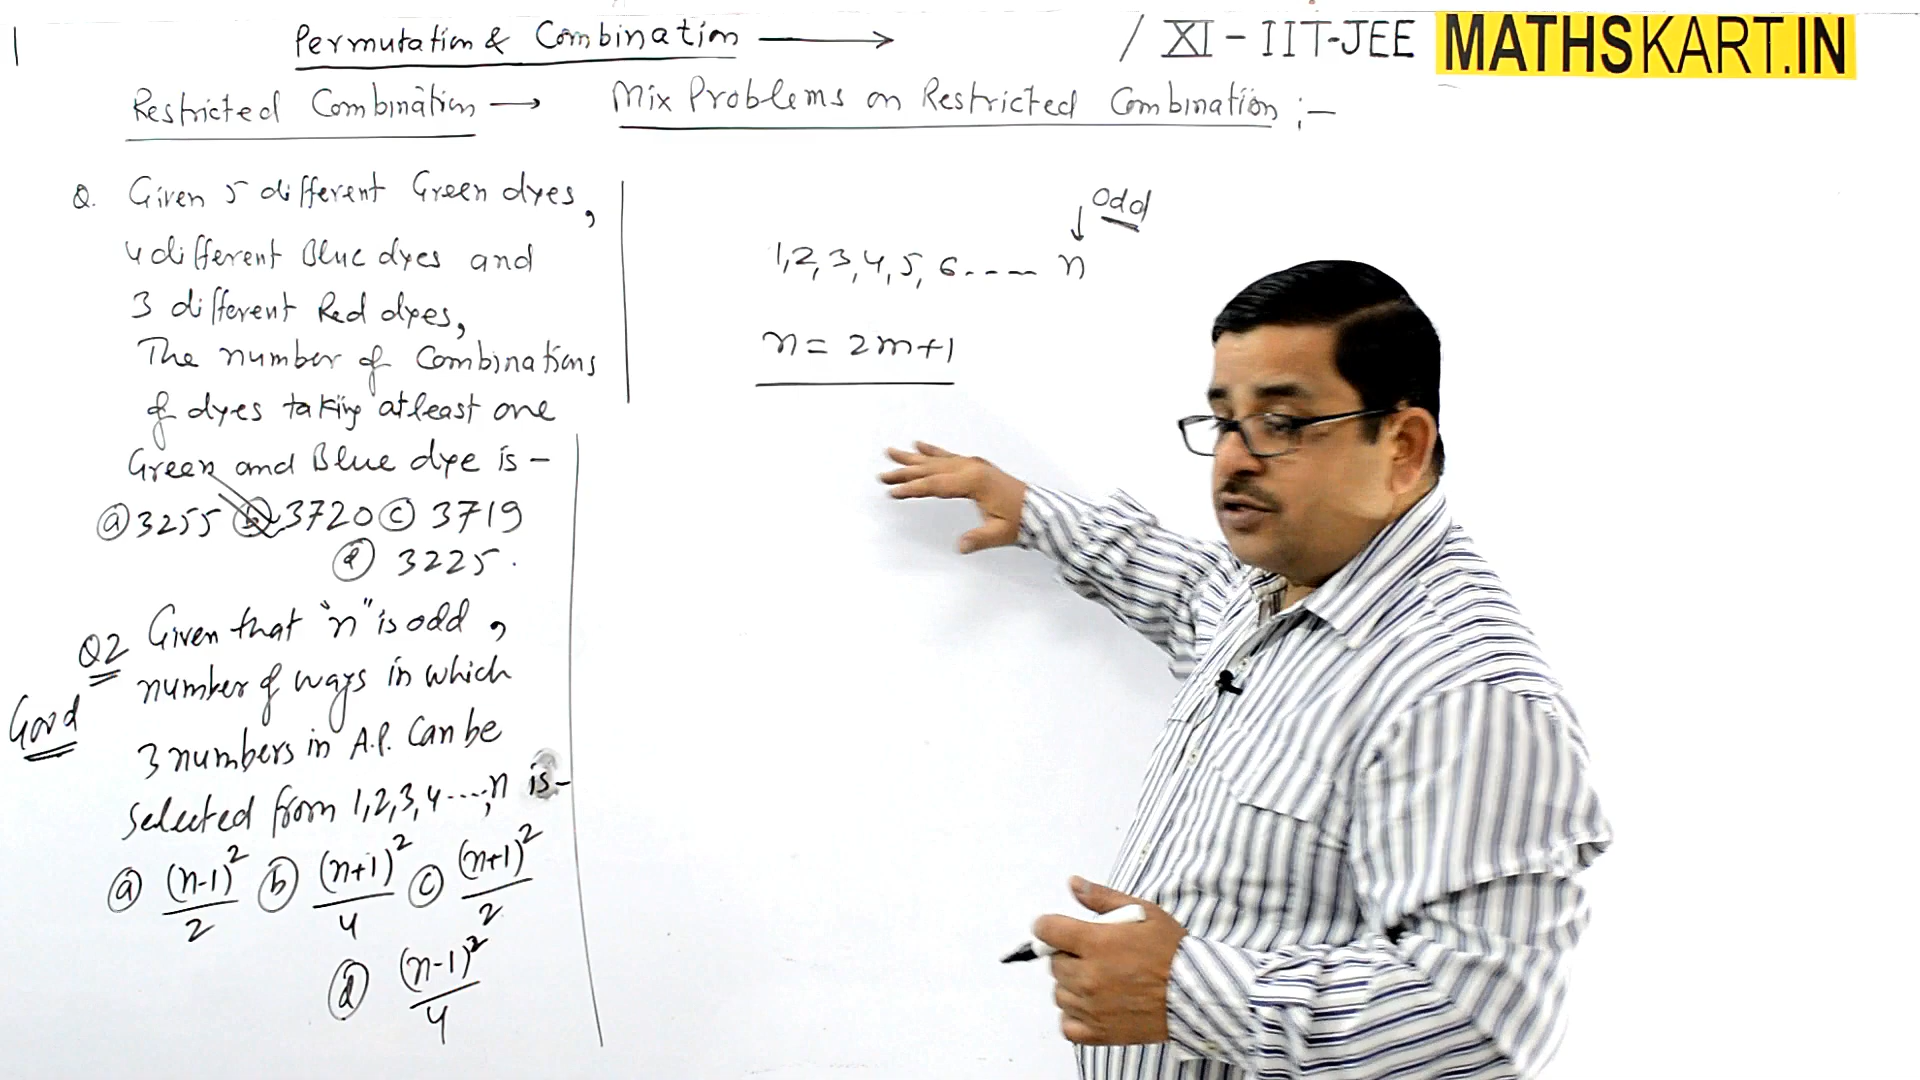 Permutation & Combination ⟶ / XI - IIT-JEE MATHSKART.IN
Restricted Combination → Mix Problems on Restricted Combination :-
Q. Given 5 different Green dyes,
4 different Blue dyes and
3 different Red dyes,
The number of Combinations
of dyes taking atleast one
Green and Blue dye is -
(a) 3255 (b) 3720 (c) 3719
(d) 3225.
Q2 Given that "n" is odd,
number of ways in which
Good
3 numbers in A.P. Can be
selected from 1,2,3,4....,n is-
(a) (n-1)²/2 (b) (n+1)²/4 (c) (n+1)²/2
(d) (n-1)²/4
Odd
↓
1,2,3,4,5,6..... n
n = 2m+1